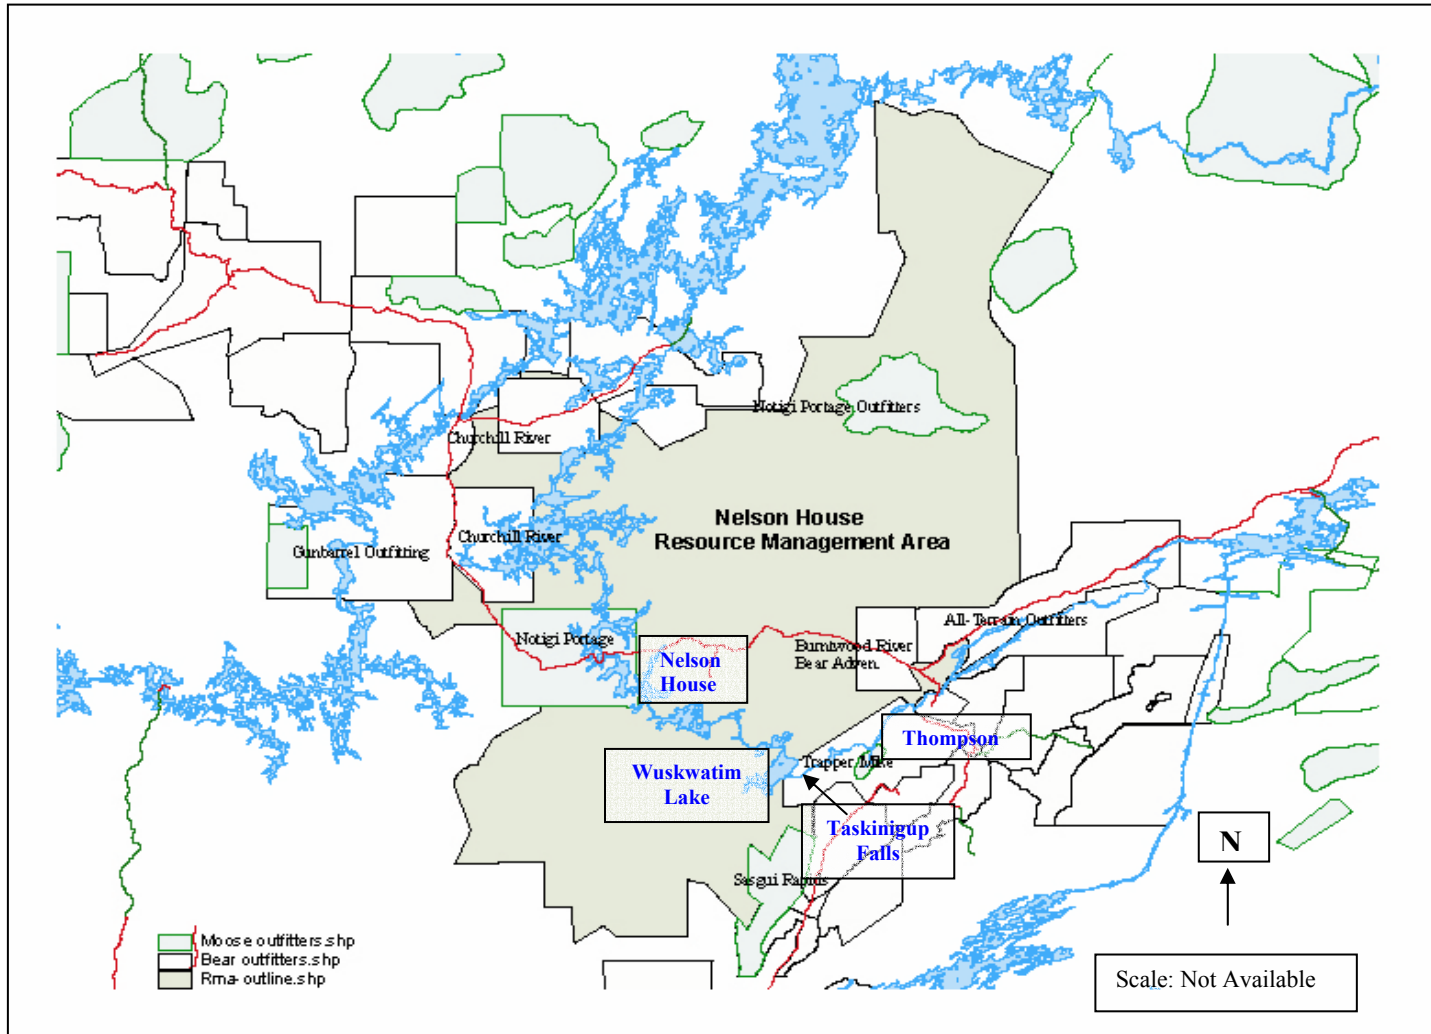 Notigi Portage Outfitters
Churchill River
Nelson House
Resource Management Area
Churchill River
Gunbarrel Outfitting
All-Terrain Outfitters
Notigi Portage
Burntwood River
Bear Adven.
Nelson
House
Thompson
Trapper Mike
Wuskwatim
Lake
Taskinigup
Falls
N
Sasgui Rapids
Moose outfitters.shp
Bear outfitters.shp
Rma-outline.shp
Scale: Not Available